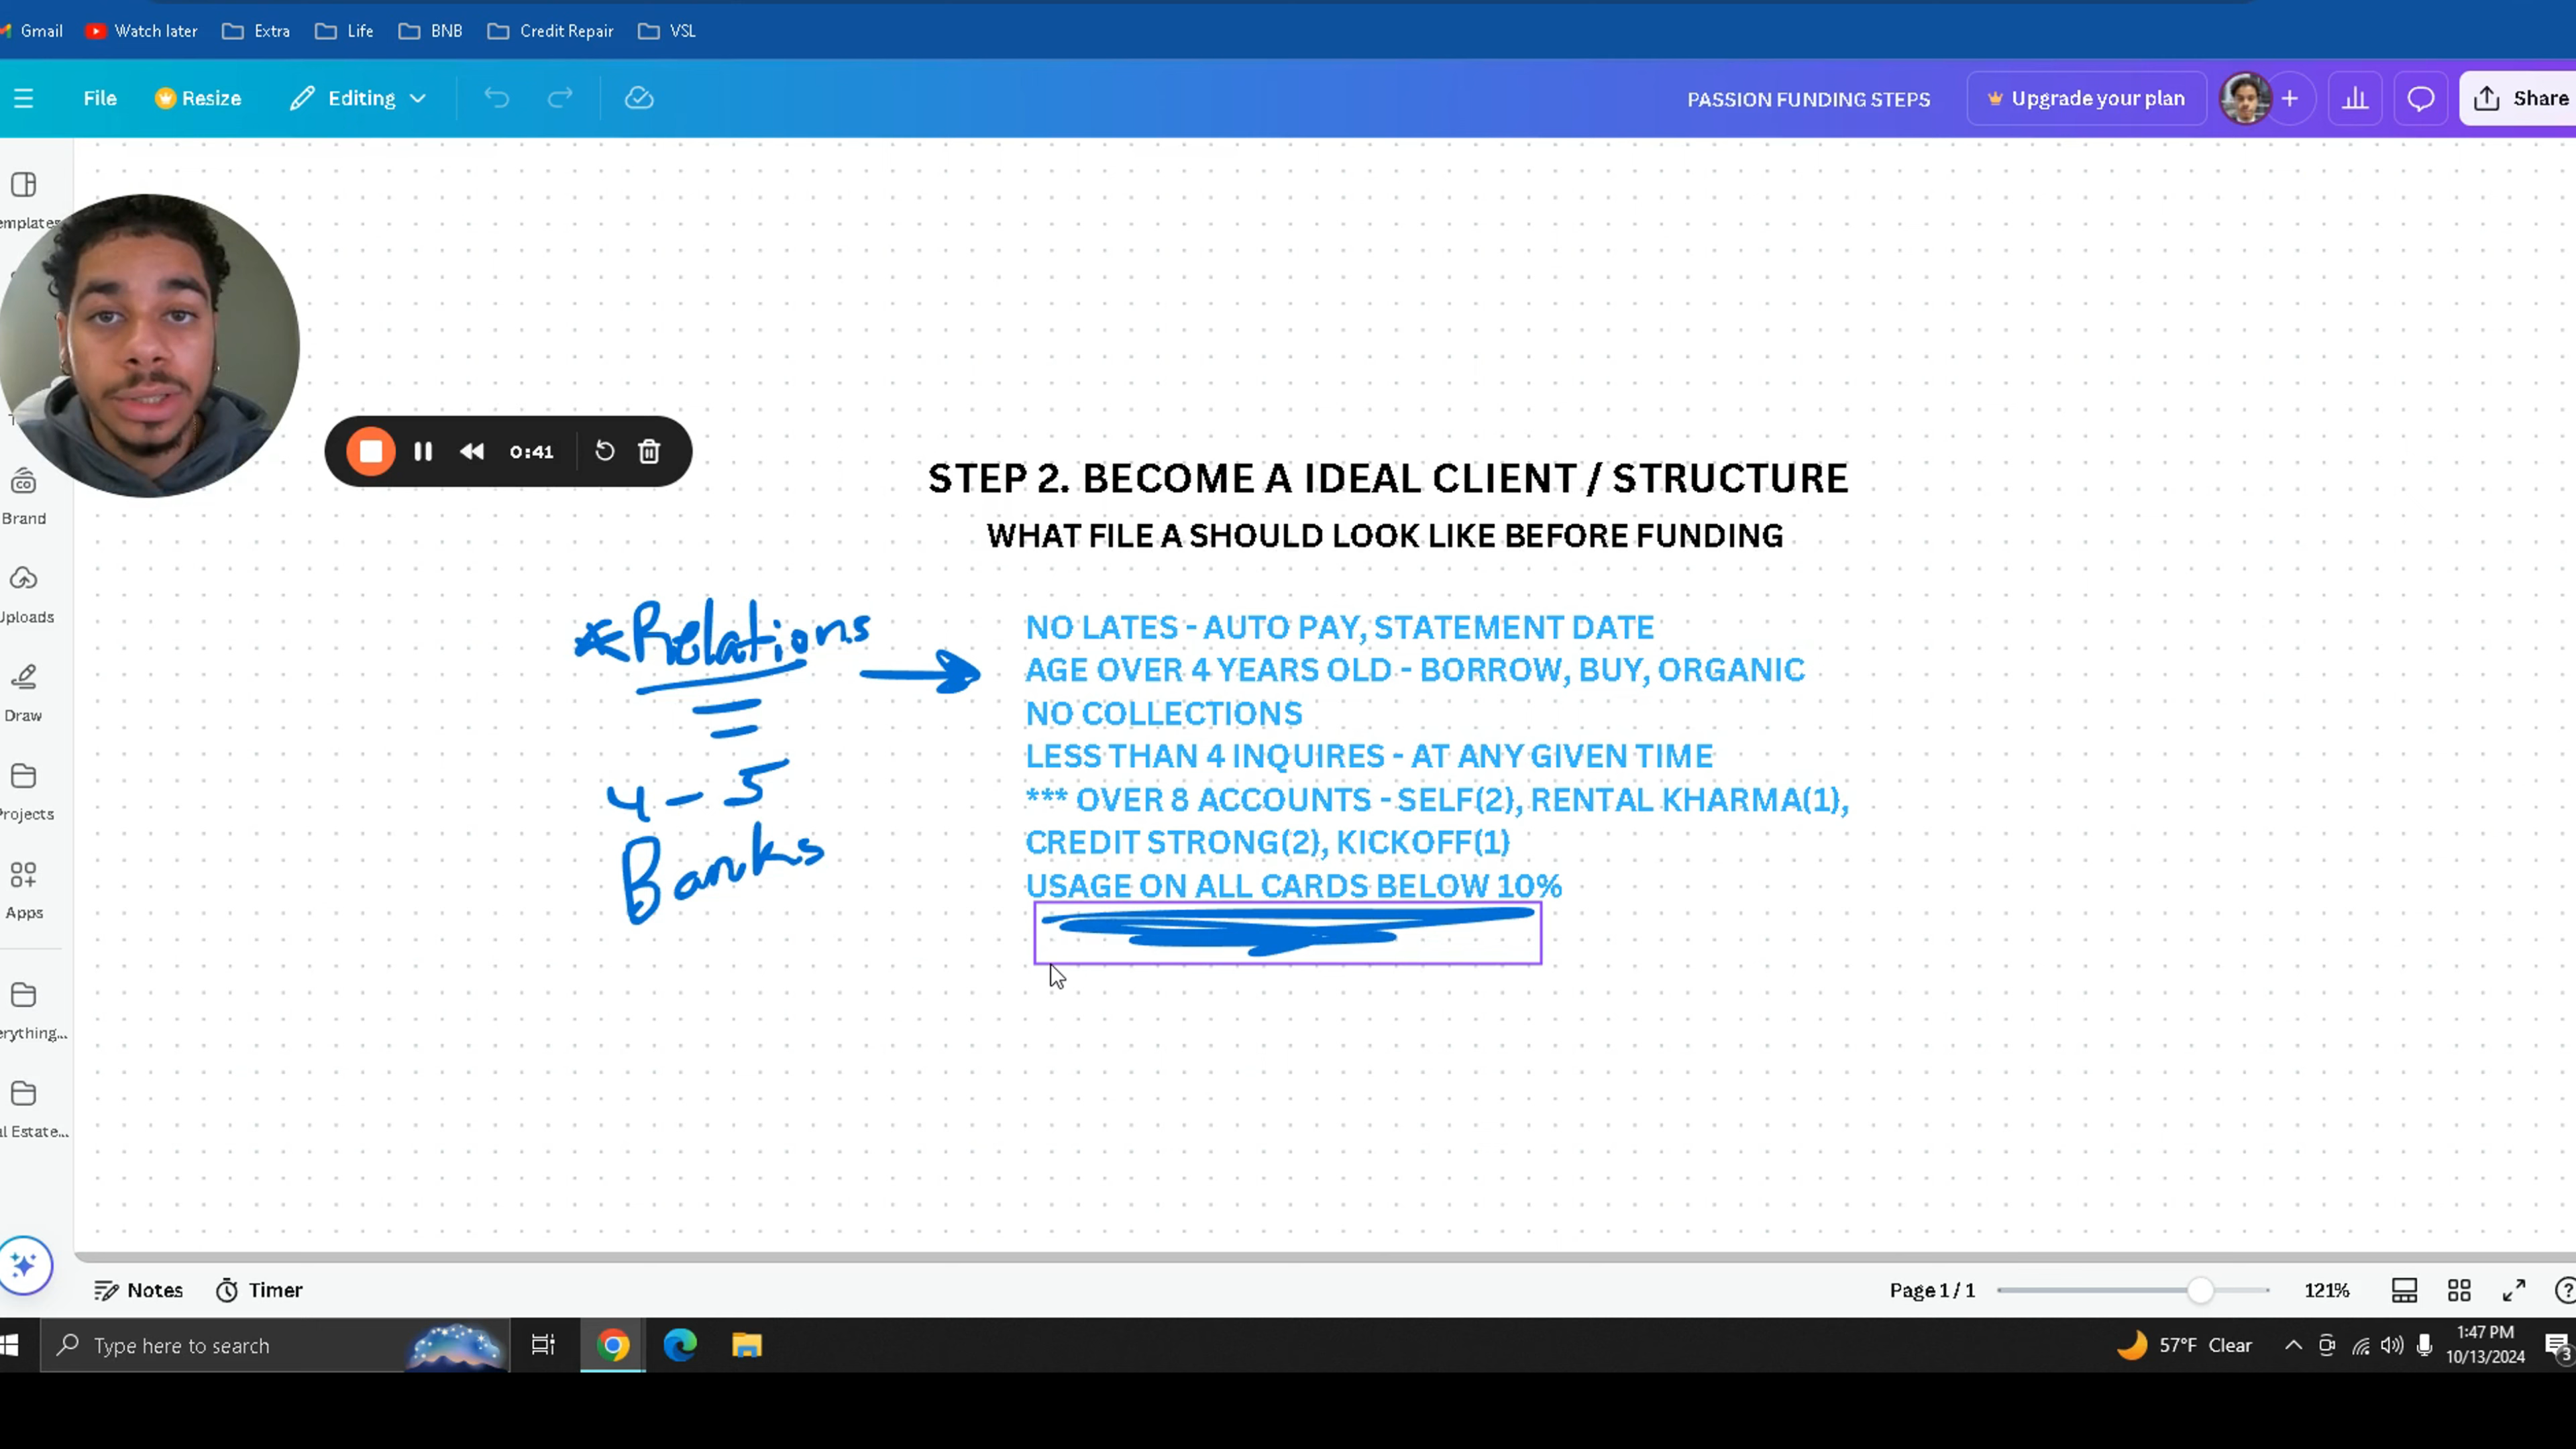 Gmail
Watch later
Extra
Life
BNB
Credit Repair
VSL
File
Resize
Editing
PASSION FUNDING STEPS
Upgrade your plan
Share
emplates
Brand
Uploads
Draw
Projects
Apps
erything...
al Estate...
0:41
STEP 2. BECOME A IDEAL CLIENT / STRUCTURE
WHAT FILE A SHOULD LOOK LIKE BEFORE FUNDING
*Relations
4 - 5
Banks
NO LATES - AUTO PAY, STATEMENT DATE
AGE OVER 4 YEARS OLD - BORROW, BUY, ORGANIC
NO COLLECTIONS
LESS THAN 4 INQUIRES - AT ANY GIVEN TIME
*** OVER 8 ACCOUNTS - SELF(2), RENTAL KHARMA(1),
CREDIT STRONG(2), KICKOFF(1)
USAGE ON ALL CARDS BELOW 10%
Notes
Timer
Page 1 / 1
121%
Type here to search
57°F Clear
1:47 PM
10/13/2024
3